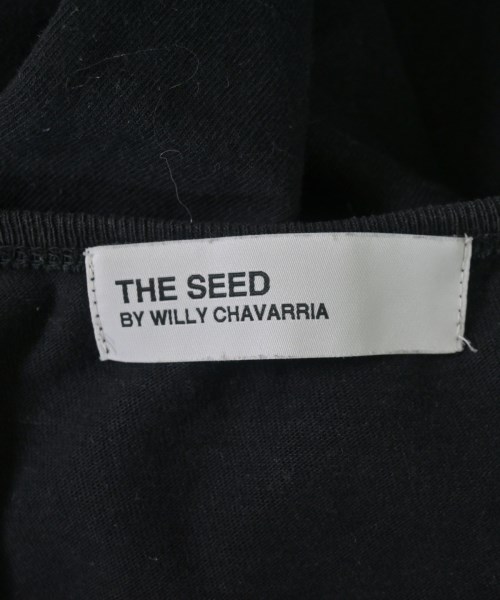 THE SEED
BY WILLY CHAVARRIA